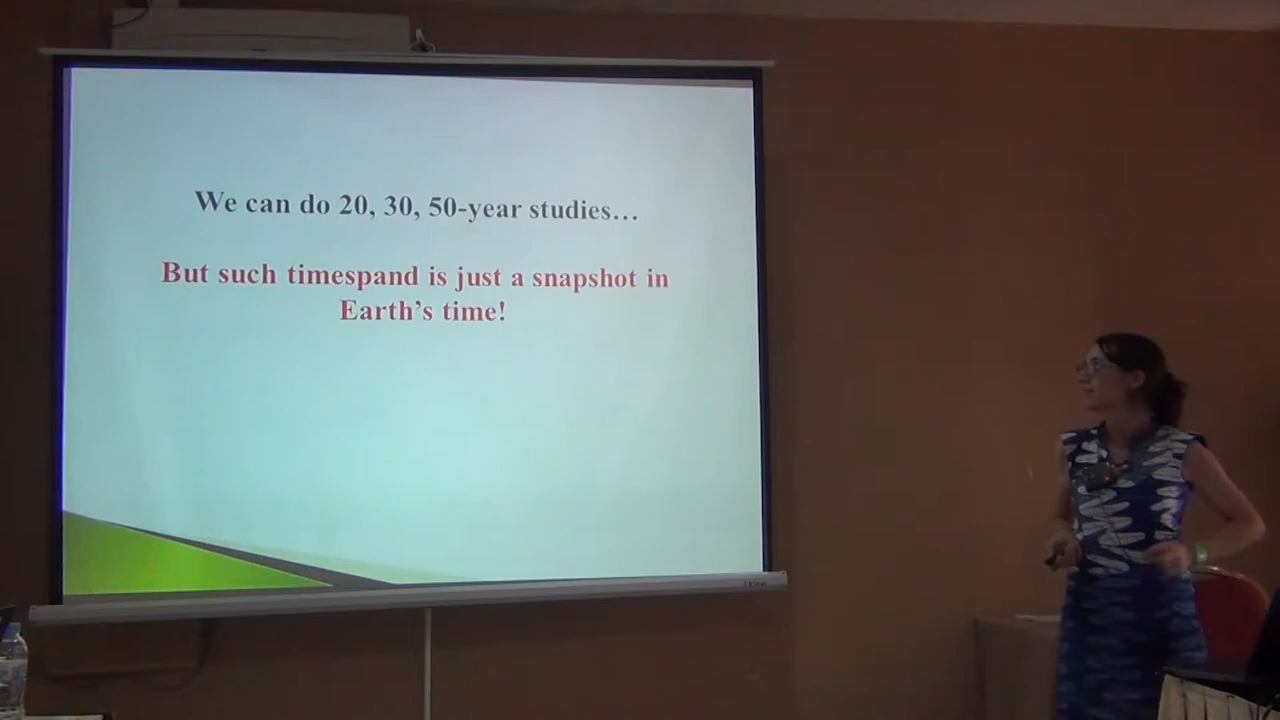 We can do 20, 30, 50-year studies…
But such timespand is just a snapshot in
Earth’s time!